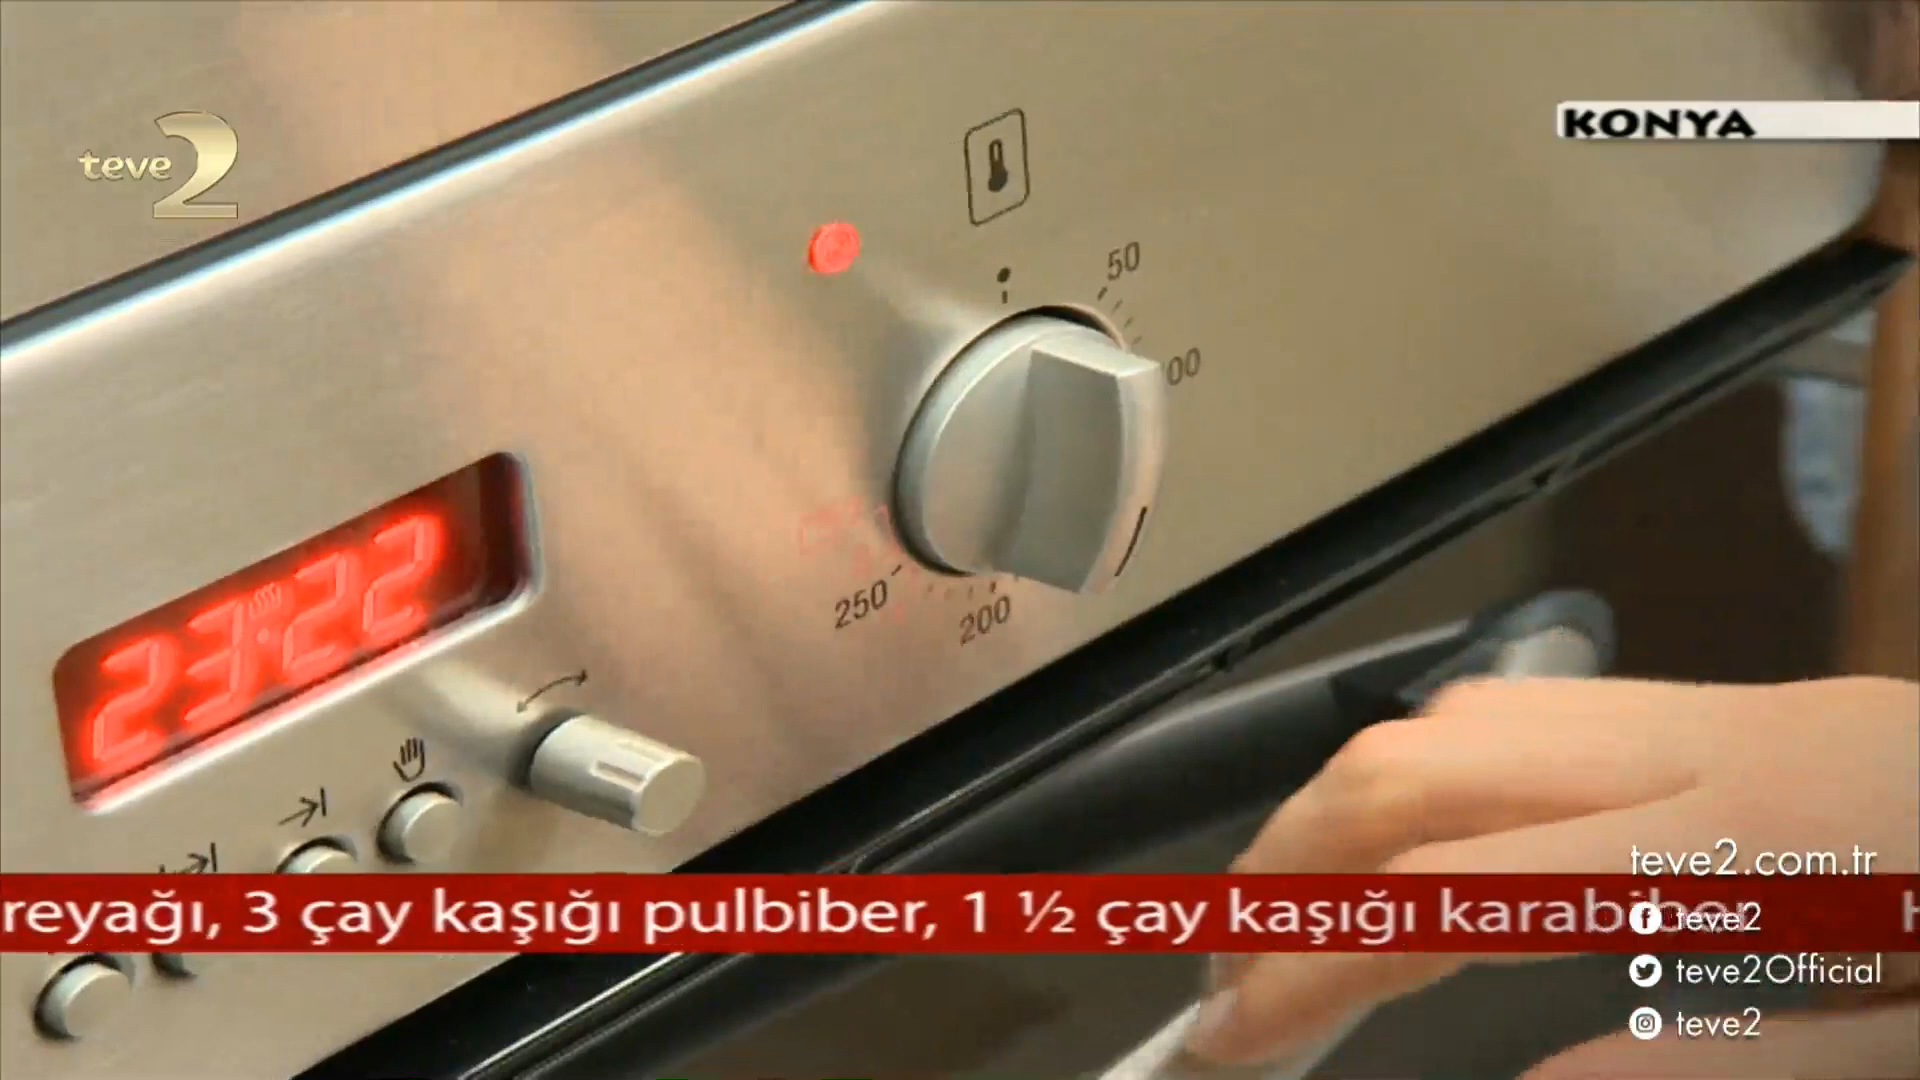 teve2
KONYA
50
00
250
200
23:22
teve2.com.tr
reyağı, 3 çay kaşığı pulbiber, 1 ½ çay kaşığı karabiber
teve2
teve2Official
teve2